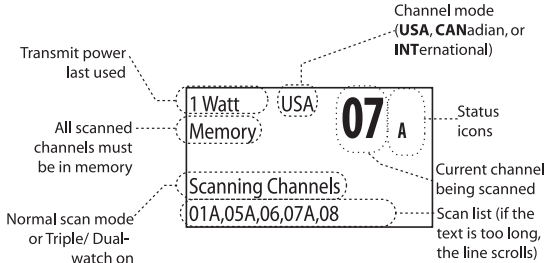 Channel mode
(USA, CANadian, or
INTernational)
Transmit power
last used
1 Watt
USA
07
A
Status
icons
All scanned
channels must
be in memory
Memory
Current channel
being scanned
Scanning Channels
Normal scan mode
or Triple/ Dual-
watch on
01A,05A,06,07A,08
Scan list (if the
text is too long,
the line scrolls)